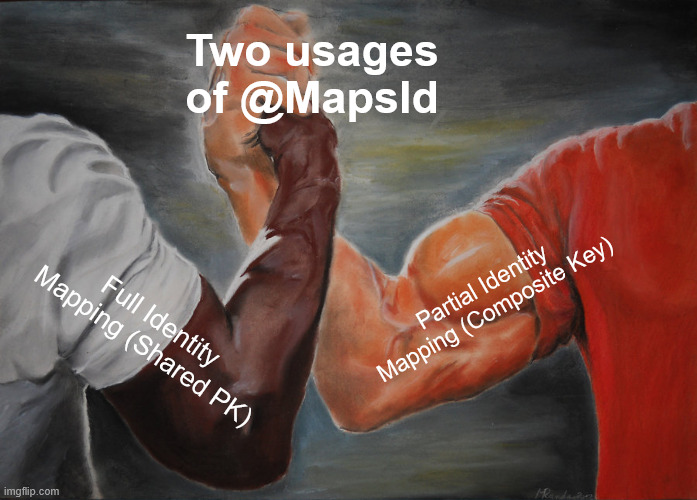 Two usages
of @MapsId
Full Identity
Mapping (Shared PK)
Partial Identity
Mapping (Composite Key)
imgflip.com